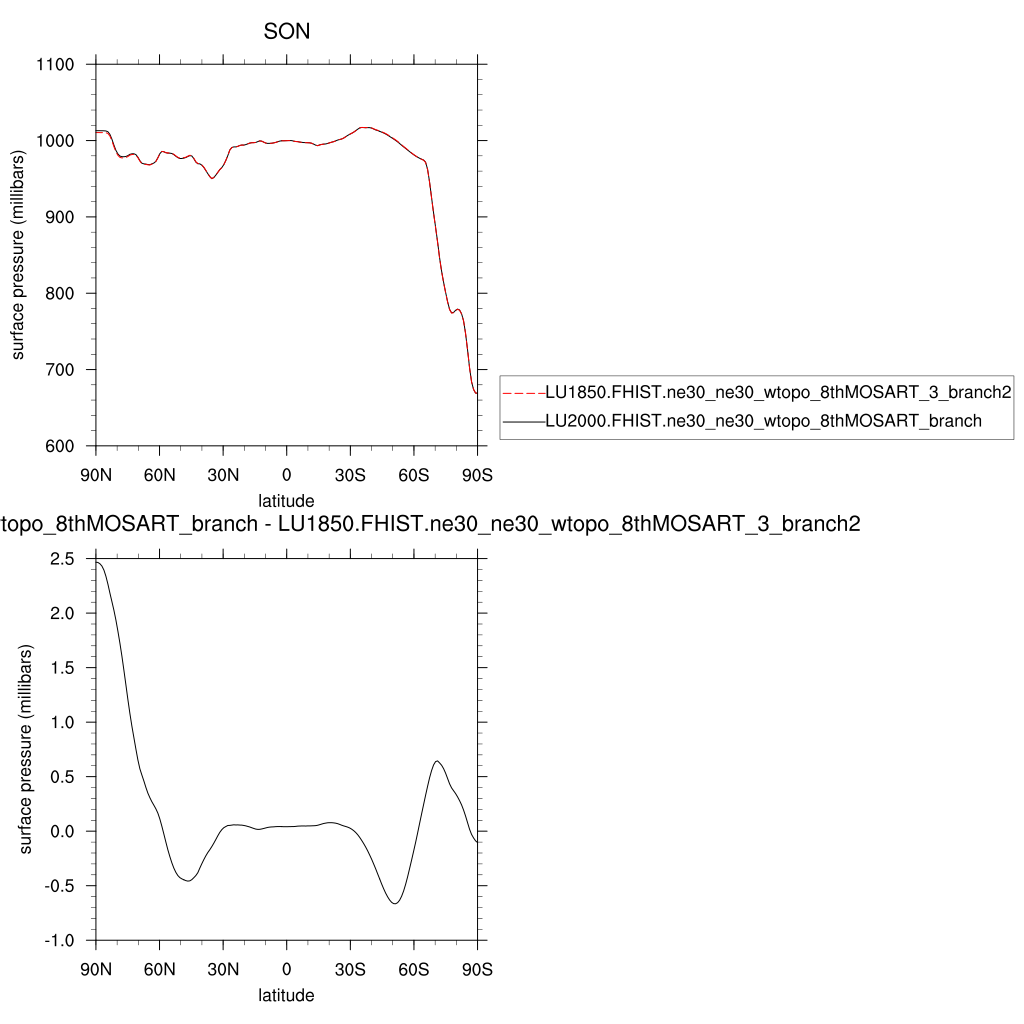 SON
1100
1000
900
800
700
600
surface pressure (millibars)
90N 60N 30N 0 30S 60S 90S
latitude
LU1850.FHIST.ne30_ne30_wtopo_8thMOSART_3_branch2
LU2000.FHIST.ne30_ne30_wtopo_8thMOSART_branch
topo_8thMOSART_branch - LU1850.FHIST.ne30_ne30_wtopo_8thMOSART_3_branch2
2.5
2.0
1.5
1.0
0.5
0.0
-0.5
-1.0
surface pressure (millibars)
90N 60N 30N 0 30S 60S 90S
latitude